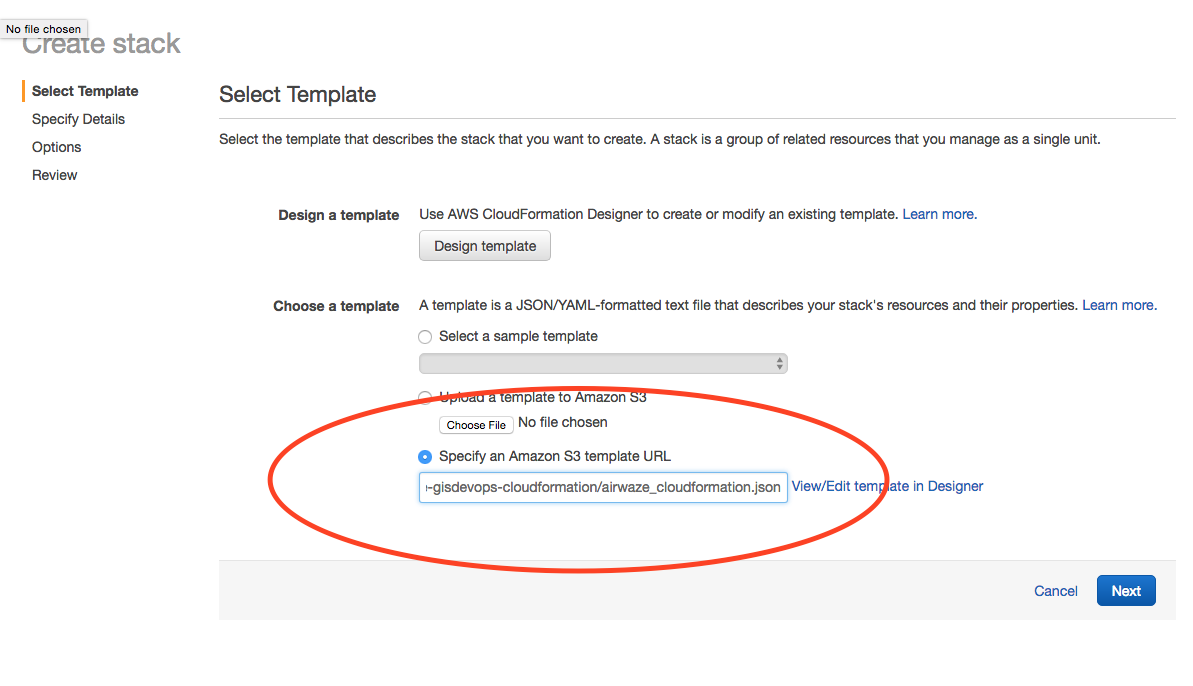 No file chosen
Create stack
Select Template
Specify Details
Options
Review
Select Template
Select the template that describes the stack that you want to create. A stack is a group of related resources that you manage as a single unit.
Design a template
Use AWS CloudFormation Designer to create or modify an existing template. Learn more.
Design template
Choose a template
A template is a JSON/YAML-formatted text file that describes your stack's resources and their properties. Learn more.
Select a sample template
Upload a template to Amazon S3
Choose File No file chosen
Specify an Amazon S3 template URL
-gisdevops-cloudformation/airwaze_cloudformation.json View/Edit template in Designer
Cancel Next